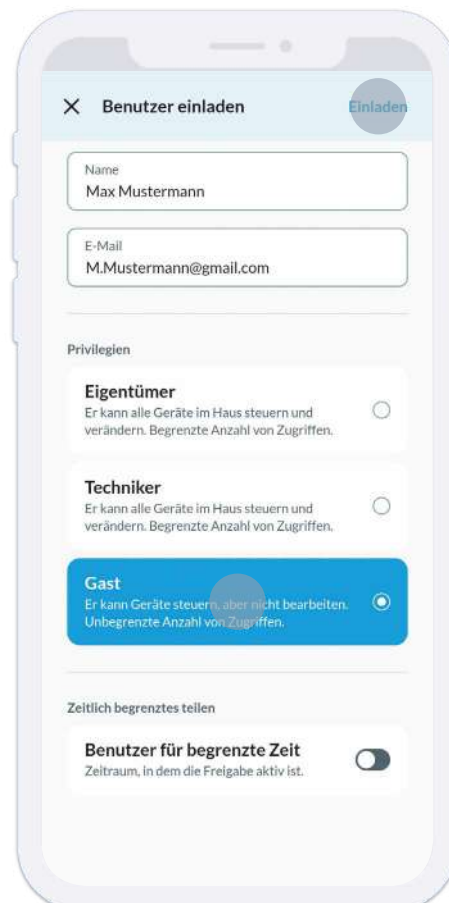 Benutzer einladen
Einladen
Name
Max Mustermann
E-Mail
M.Mustermann@gmail.com
Privilegien
Eigentümer
Er kann alle Geräte im Haus steuern und
verändern. Begrenzte Anzahl von Zugriffen.
Techniker
Er kann alle Geräte im Haus steuern und
verändern. Begrenzte Anzahl von Zugriffen.
Gast
Er kann Geräte steuern, aber nicht bearbeiten.
Unbegrenzte Anzahl von Zugriffen.
Zeitlich begrenztes teilen
Benutzer für begrenzte Zeit
Zeitraum, in dem die Freigabe aktiv ist.